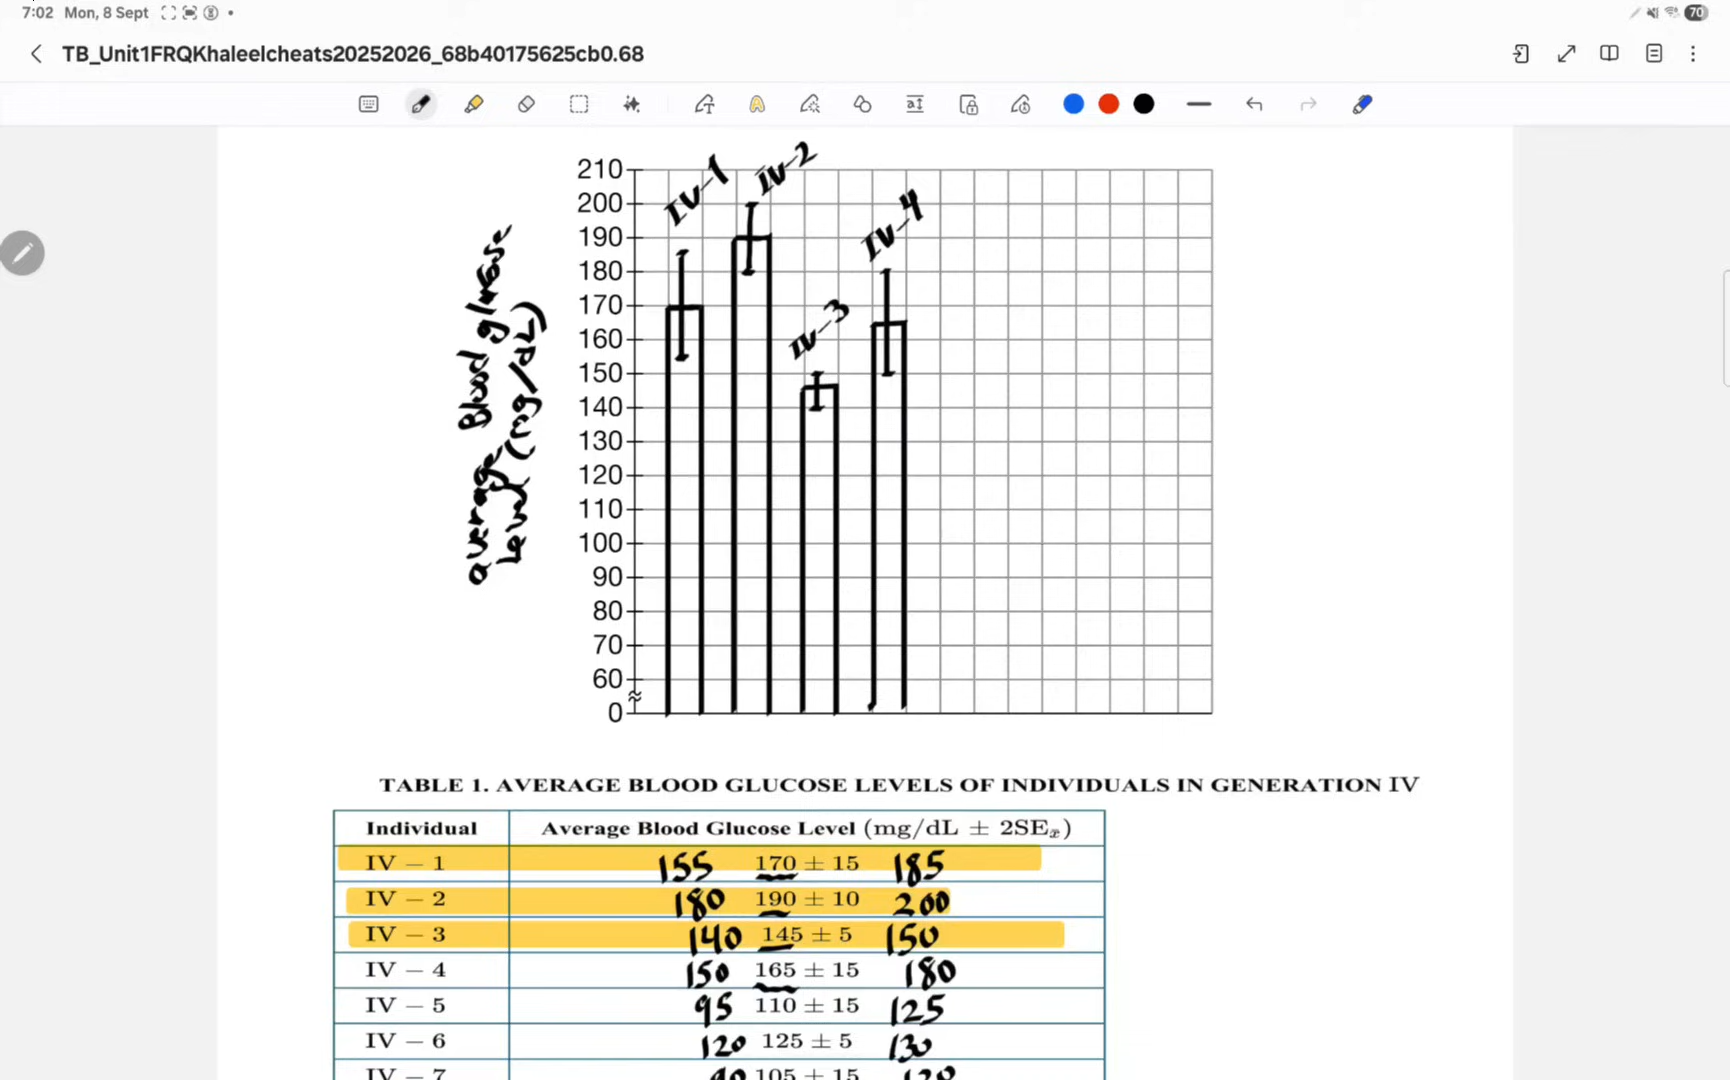 7:02 Mon, 8 Sept
70
TB_Unit1FRQKhaleelcheats20252026_68b40175625cb0.68
210
200
190
180
170
160
150
140
130
120
110
100
90
80
70
60
0
average Blood glucose
level (mg/dL)
IV-1
IV-2
IV-3
IV-4
TABLE 1. AVERAGE BLOOD GLUCOSE LEVELS OF INDIVIDUALS IN GENERATION IV
Individual Average Blood Glucose Level (mg/dL ± 2SEx̄)
IV – 1 155 170 ± 15 185
IV – 2 180 190 ± 10 200
IV – 3 140 145 ± 5 150
IV – 4 150 165 ± 15 180
IV – 5 95 110 ± 15 125
IV – 6 120 125 ± 5 130
IV – 7 90 105 ± 15 120